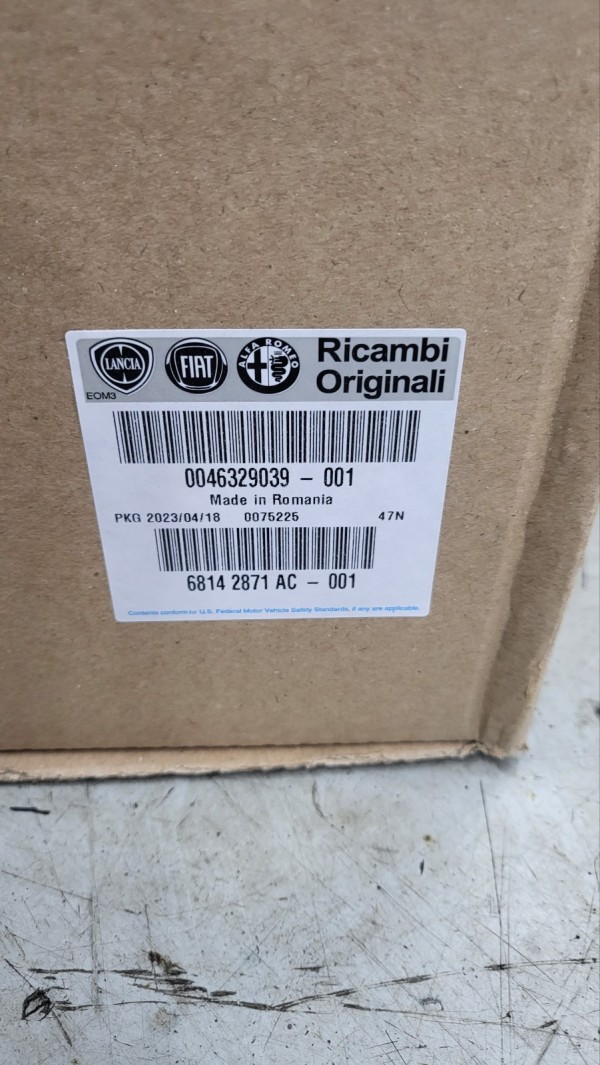 LANCIA
FIAT
ALFA ROMEO
Ricambi
Originali
EOM3
0046329039 - 001
Made in Romania
PKG 2023/04/18 0075225 47N
6814 2871 AC - 001
Contents conform to U.S. Federal Motor Vehicle Safety Standards, if any are applicable.